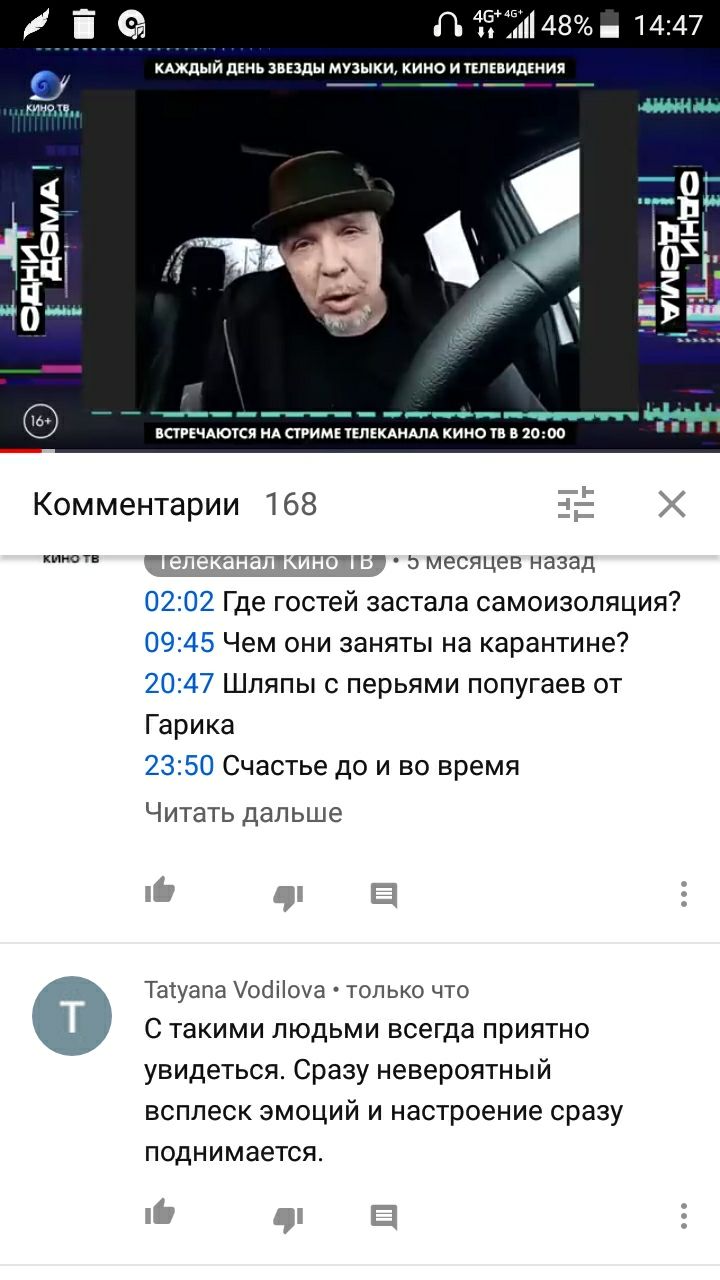 4G+ 4G+ 48% 14:47
КАЖДЫЙ ДЕНЬ ЗВЕЗДЫ МУЗЫКИ, КИНО И ТЕЛЕВИДЕНИЯ
КИНО ТВ
ОДНИ
ДОМА
ОДНИ
ДОМА
16+
ВСТРЕЧАЮТСЯ НА СТРИМЕ ТЕЛЕКАНАЛА КИНО ТВ В 20:00
Комментарии 168
КИНО ТВ
Телеканал Кино ТВ • 5 месяцев назад
02:02 Где гостей застала самоизоляция?
09:45 Чем они заняты на карантине?
20:47 Шляпы с перьями попугаев от
Гарика
23:50 Счастье до и во время
Читать дальше
T
Tatyana Vodilova • только что
С такими людьми всегда приятно
увидеться. Сразу невероятный
всплеск эмоций и настроение сразу
поднимается.